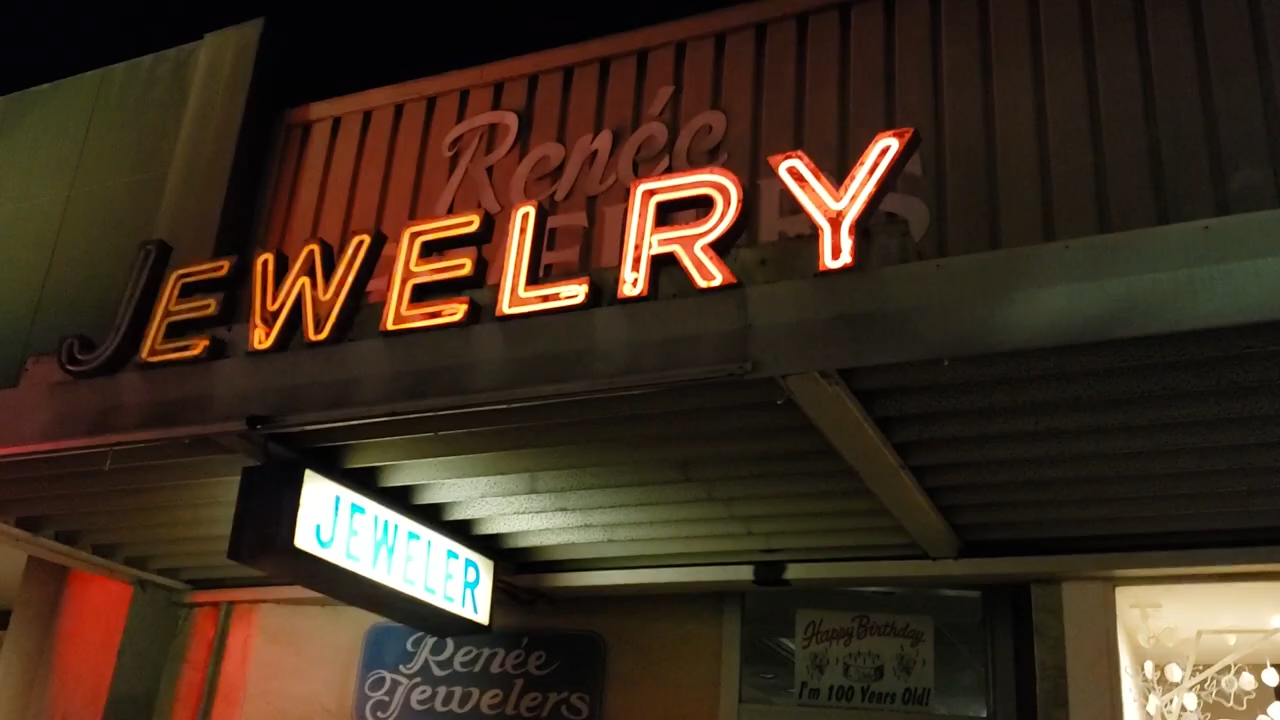 Renée
JEWELRY
JEWELER
Renée
Jewelers
Happy Birthday
I'm 100 Years Old!